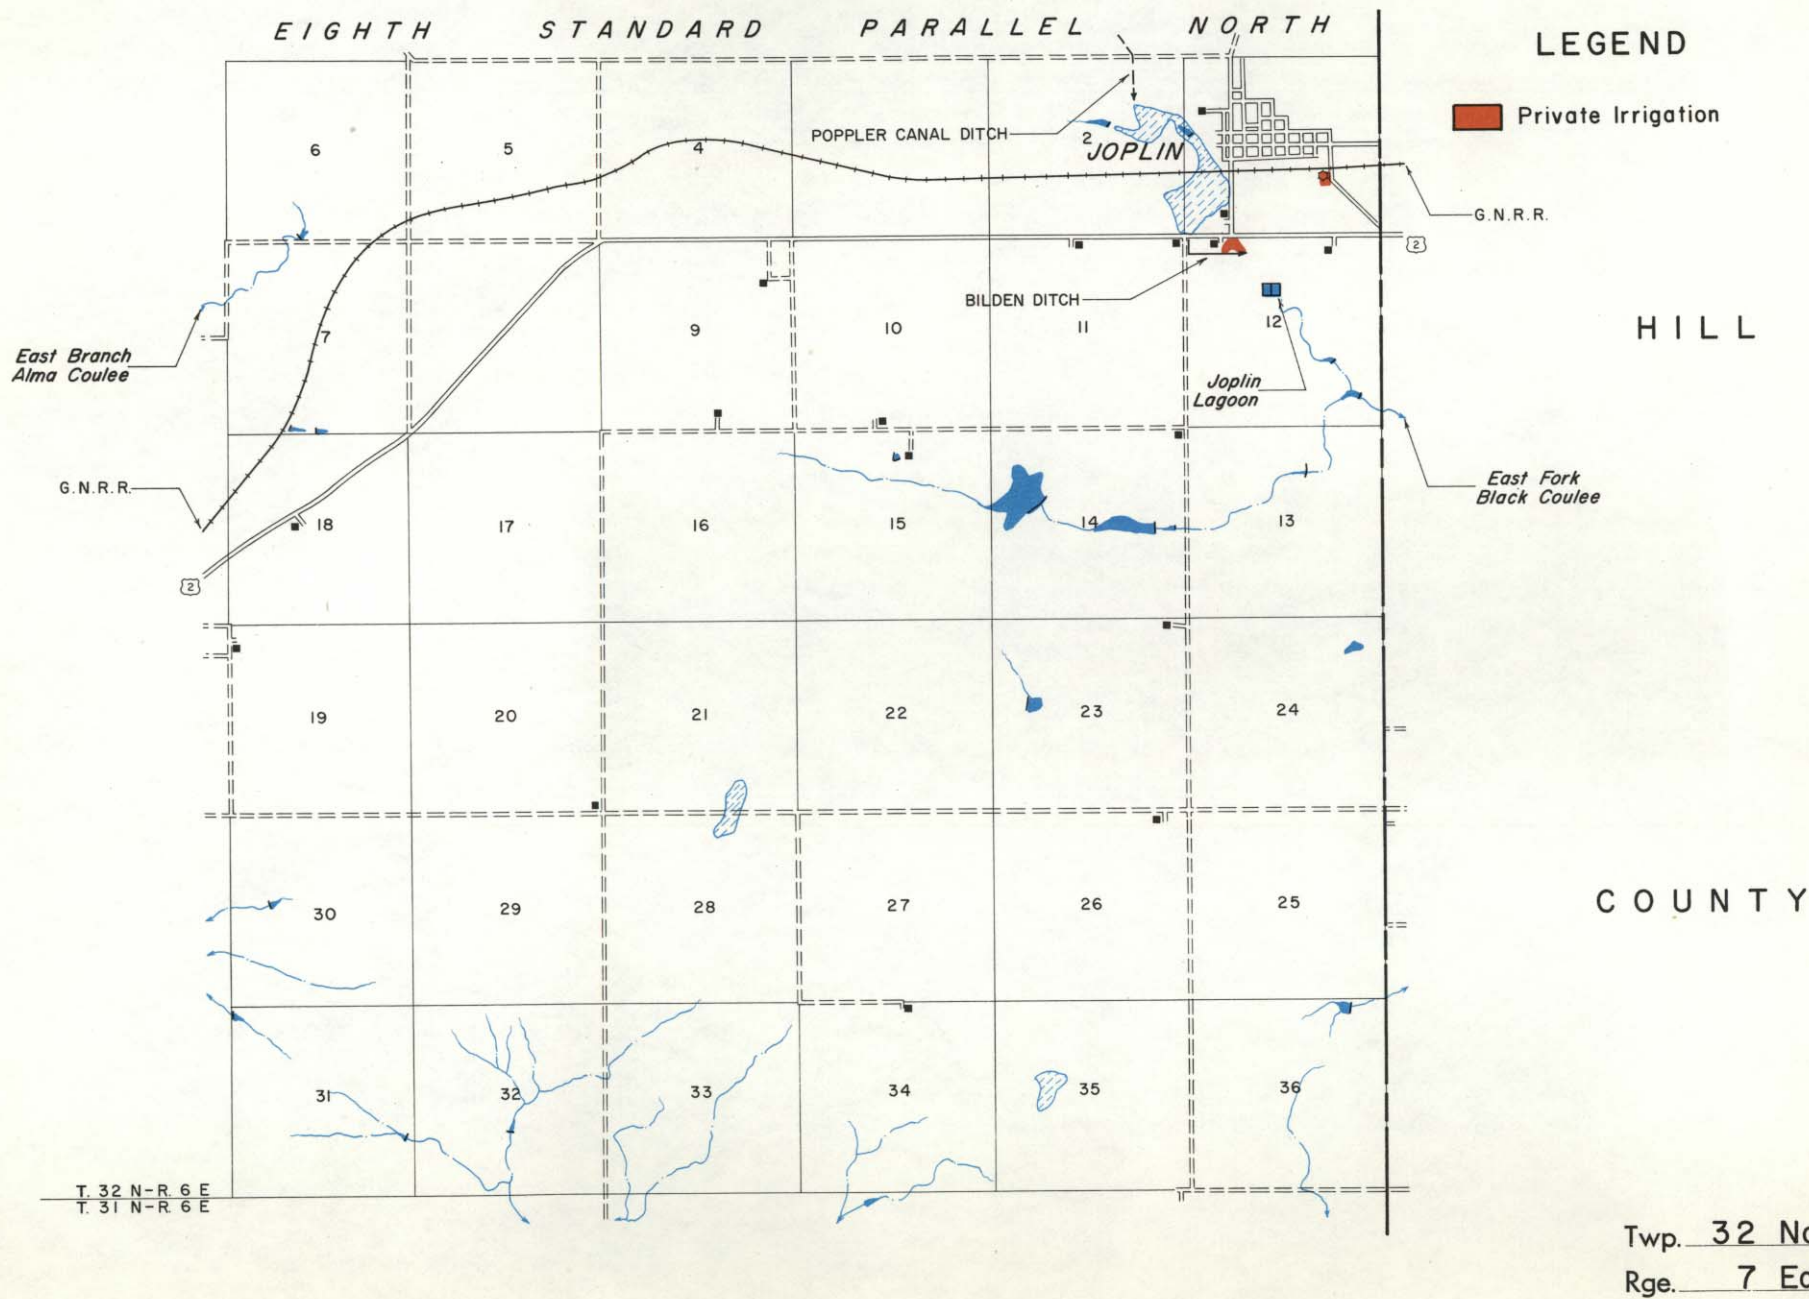 EIGHTH STANDARD PARALLEL NORTH
LEGEND
Private Irrigation
POPPLER CANAL DITCH
JOPLIN
6
5
4
2
G.N.R.R.
2
BILDEN DITCH
HILL
East Branch
Alma Coulee
7
9
10
11
12
Joplin
Lagoon
G.N.R.R.
East Fork
Black Coulee
18
17
16
15
14
13
2
19
20
21
22
23
24
30
29
28
27
26
25
COUNTY
31
32
33
34
35
36
T. 32 N-R. 6 E
T. 31 N-R. 6 E
Twp. 32 No
Rge. 7 Ea